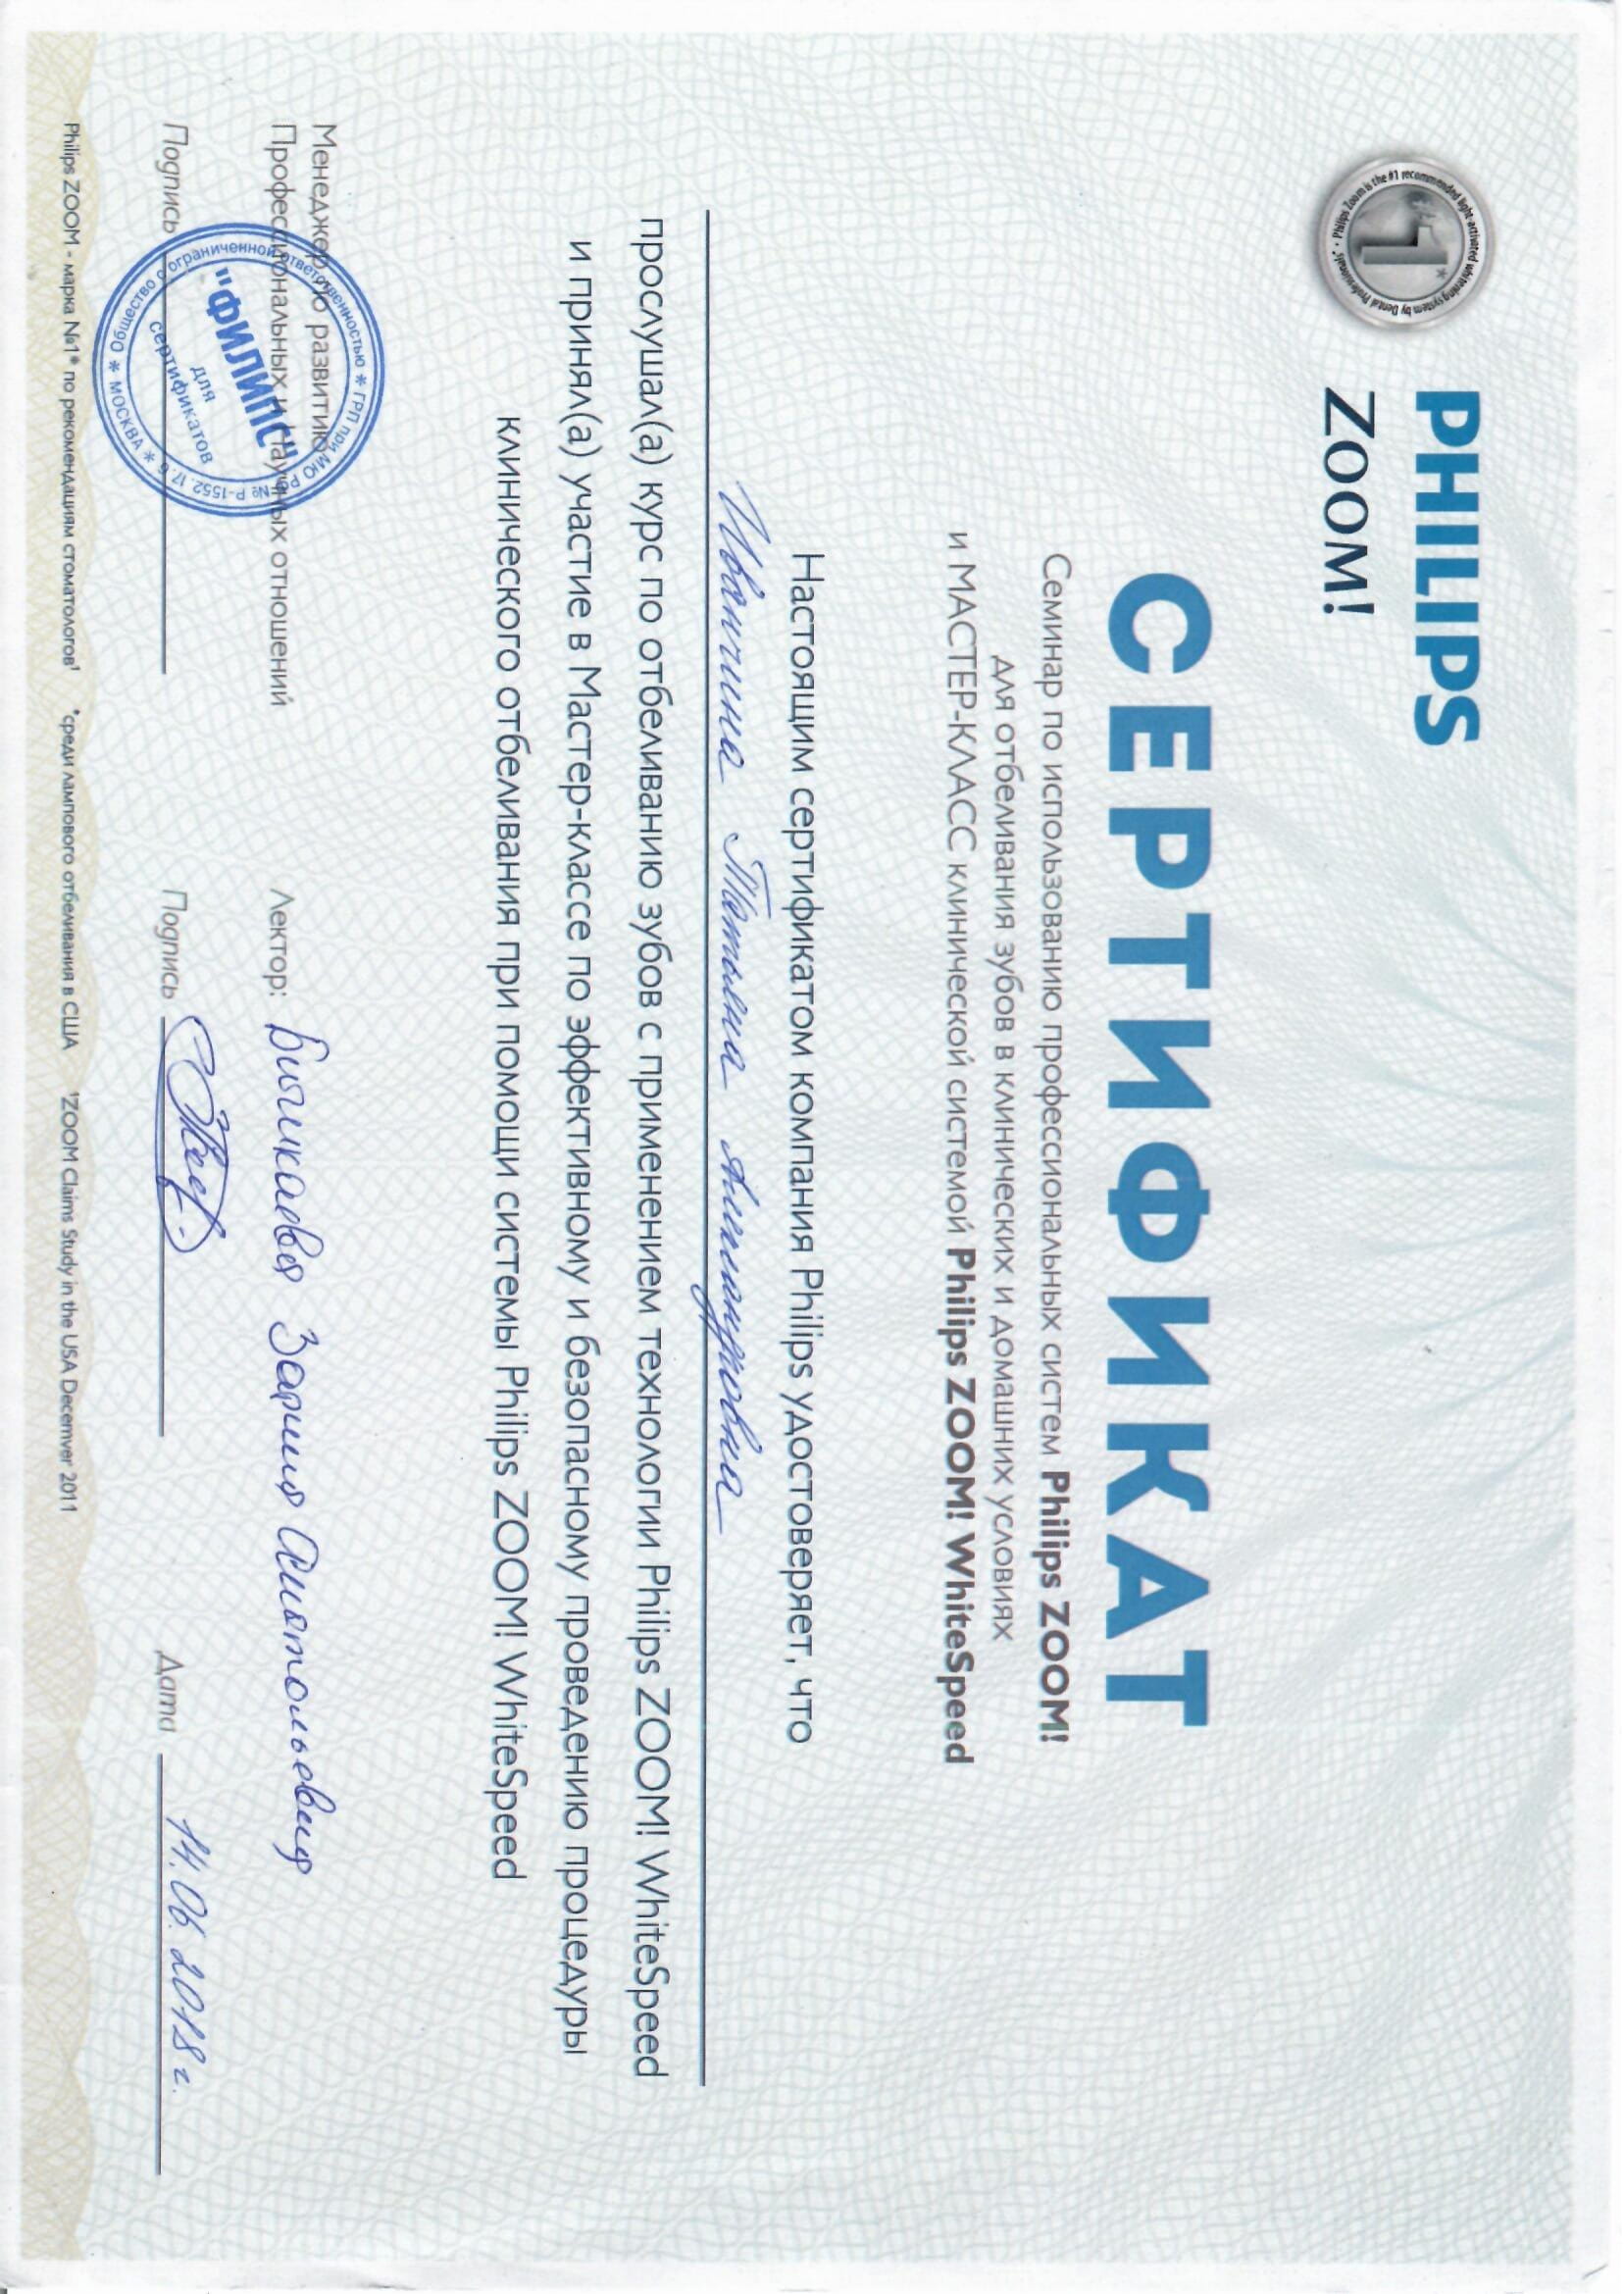 PHILIPS
ZOOM!
Philips Zoom is the #1 recommended light-activated whitening system by Dental Professionals
1*
СЕРТИФИКАТ
Семинар по использованию профессиональных систем Philips ZOOM!
для отбеливания зубов в клинических и домашних условиях
и МАСТЕР-КЛАСС клинической системой Philips ZOOM! WhiteSpeed
Настоящим сертификатом компания Philips удостоверяет, что
Иванчина Татьяна
прослушал(а) курс по отбеливанию зубов с применением технологии Philips ZOOM! WhiteSpeed
и принял(а) участие в Мастер-классе по эффективному и безопасному проведению процедуры
клинического отбеливания при помощи системы Philips ZOOM! WhiteSpeed
Менеджер по развитию
Профессиональных и Научных отношений
Лектор: Зарина Анатольевна
Подпись
Подпись
Дата 14.06.2018 г.
Общество с ограниченной ответственностью * ГРП при МЮ РФ № Р-1552.17.6 * МОСКВА *
"ФИЛИПС"
для
сертификатов
Philips ZOOM - марка №1* по рекомендациям стоматологов¹ *среди лампового отбеливания в США ¹ZOOM Claims Study in the USA Decemver 2011